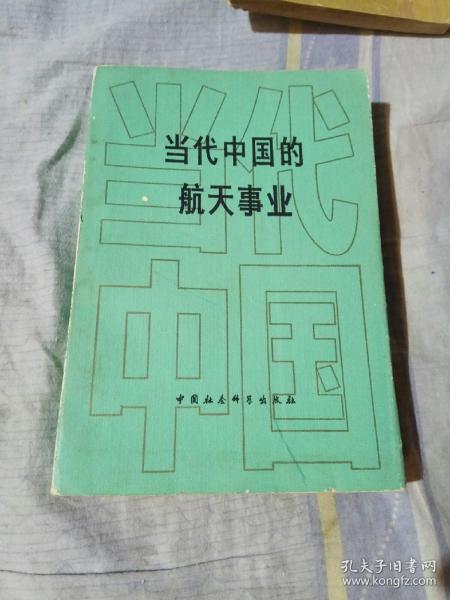 当代
中国
当代中国的
航天事业
中国社会科学出版社
孔夫子旧书网
www.kongfz.com